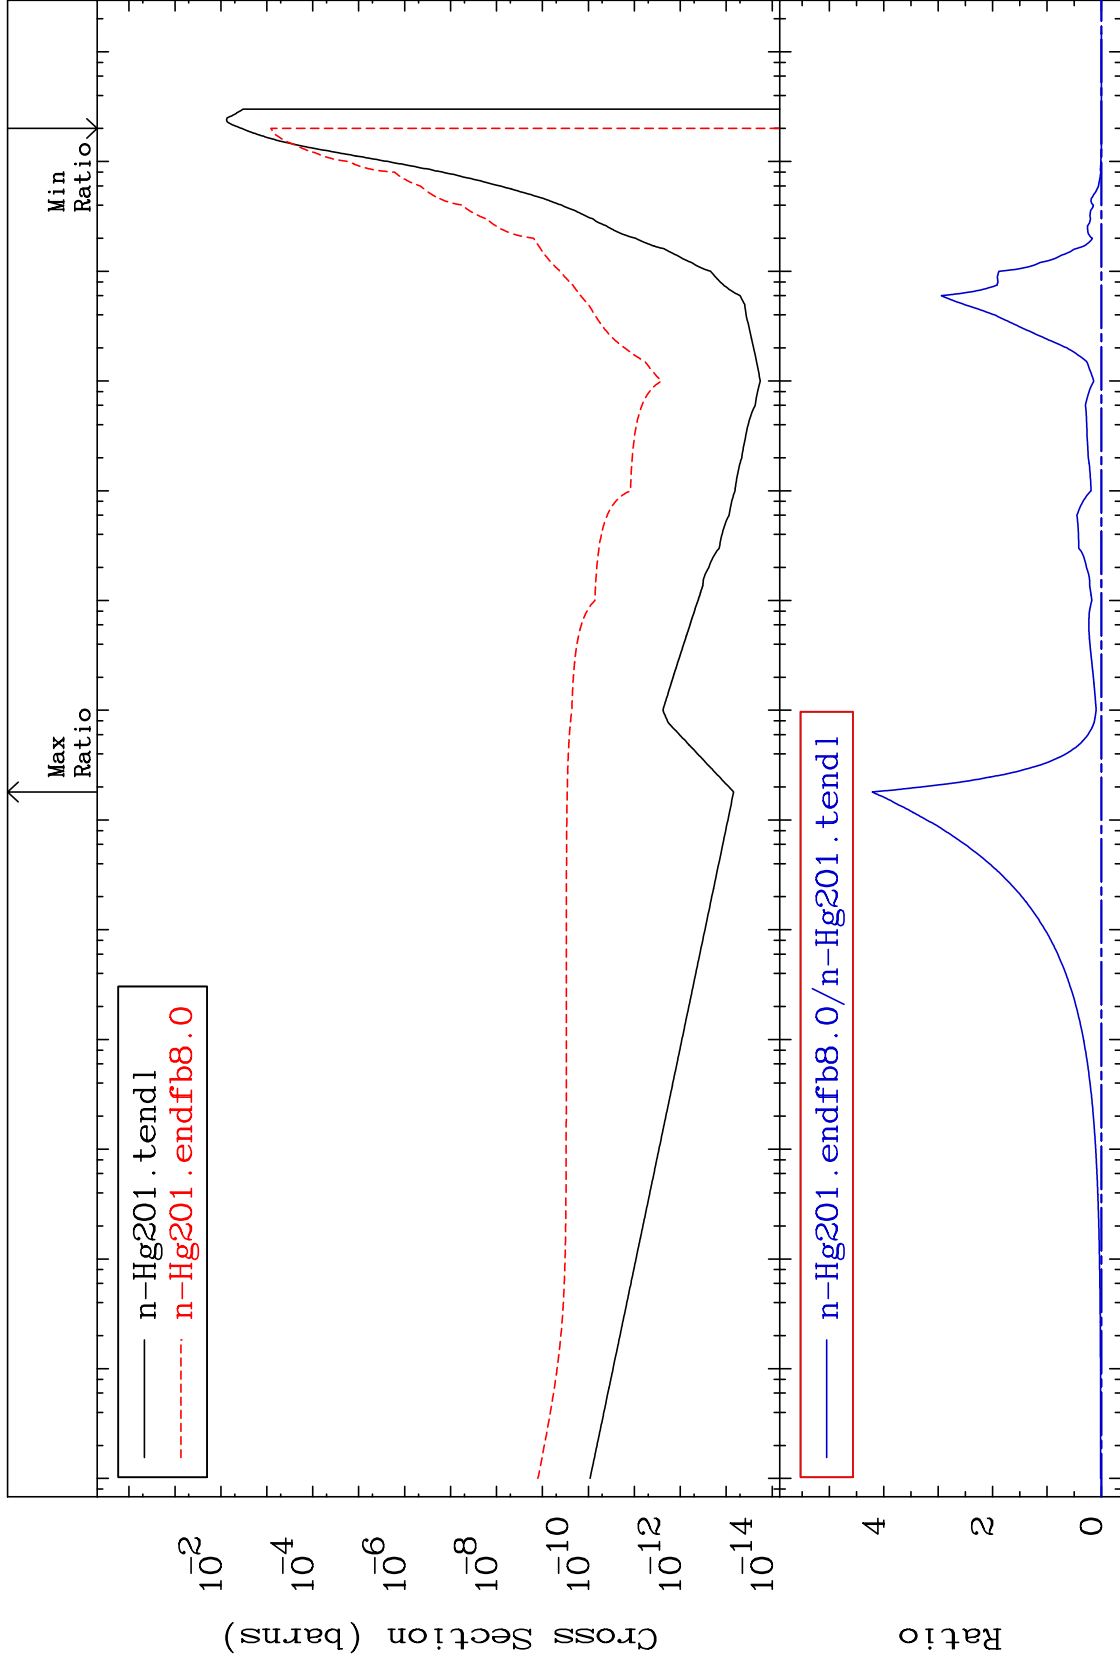 Max
Ratio
Min
Ratio
n-Hg201.tendl
n-Hg201.endfb8.0
10-2
10-4
10-6
10-8
10-10
10-12
10-14
Cross Section (barns)
n-Hg201.endfb8.0/n-Hg201.tendl
4
2
0
Ratio